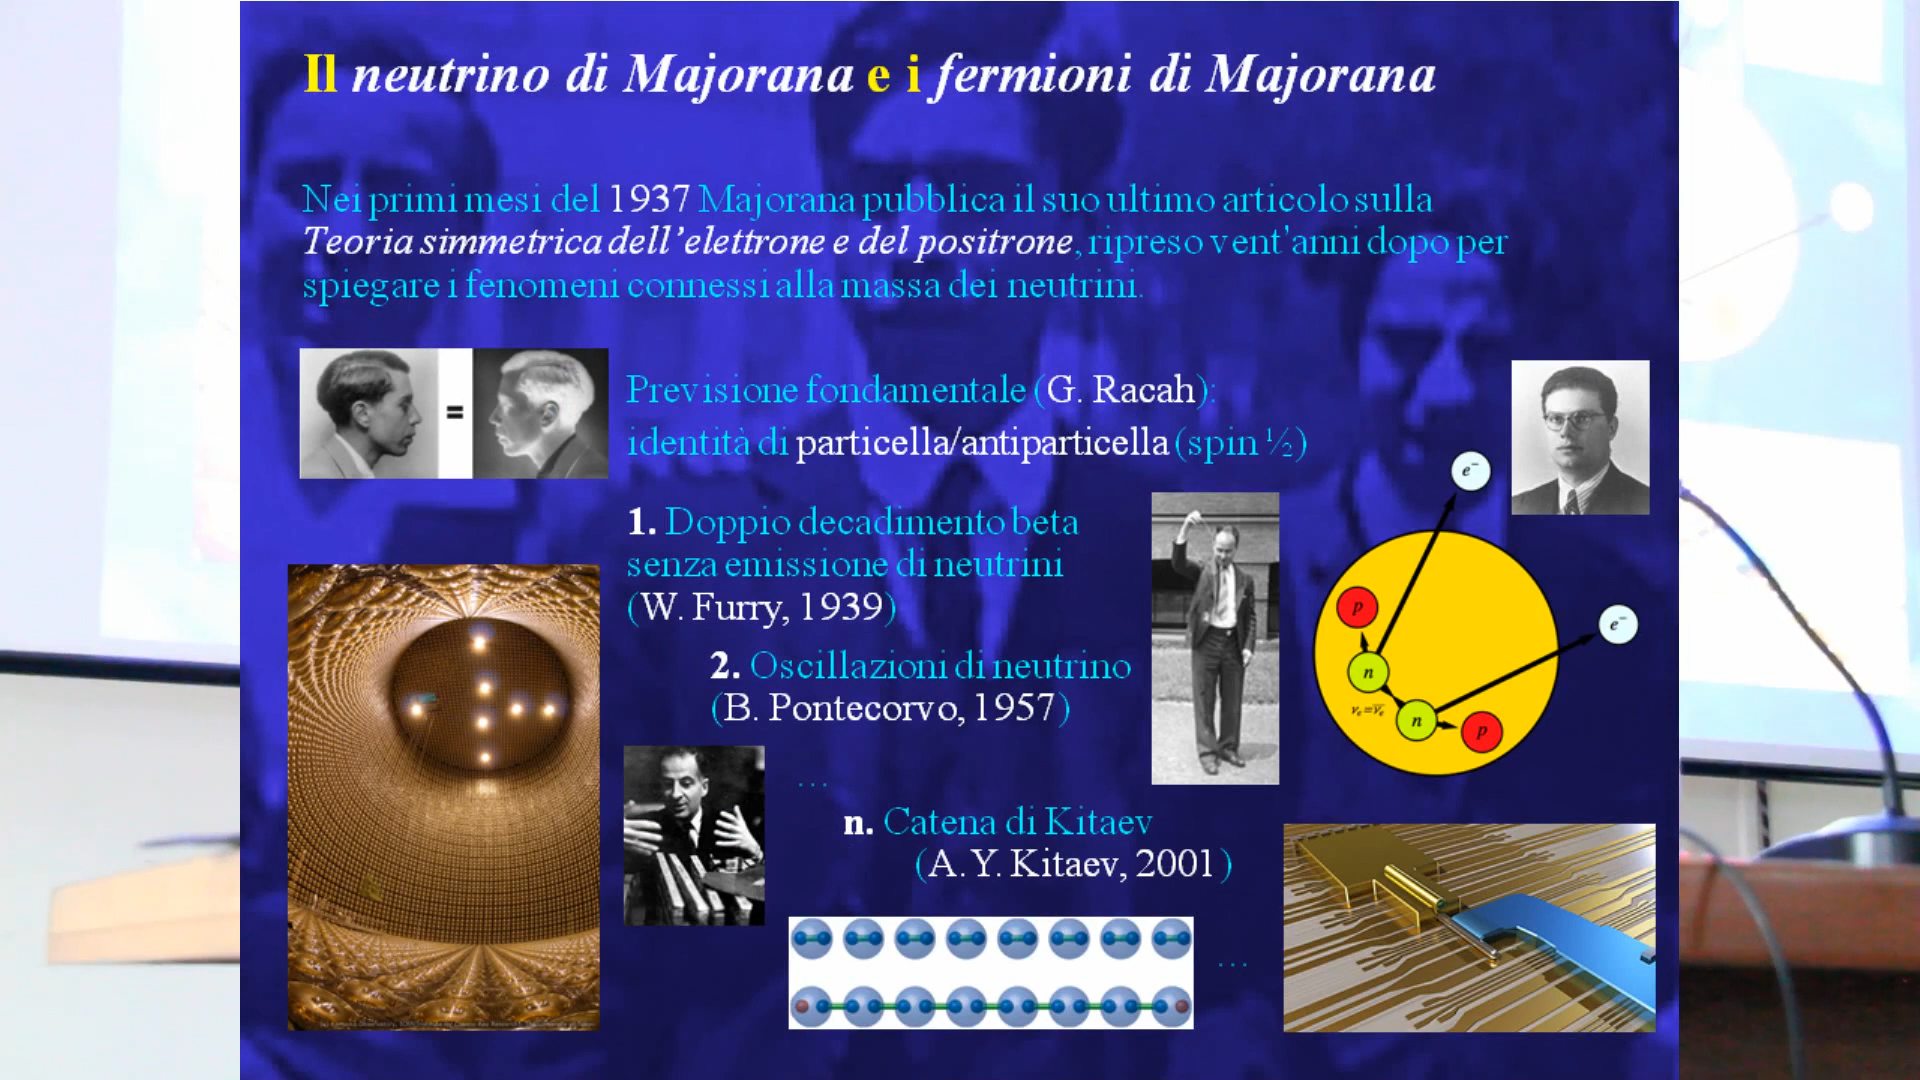 Il neutrino di Majorana e i fermioni di Majorana
Nei primi mesi del 1937 Majorana pubblica il suo ultimo articolo sulla
Teoria simmetrica dell’elettrone e del positrone, ripreso vent'anni dopo per
spiegare i fenomeni connessi alla massa dei neutrini.
=
Previsione fondamentale (G. Racah):
identità di particella/antiparticella (spin ½)
1. Doppio decadimento beta
senza emissione di neutrini
(W. Furry, 1939)
2. Oscillazioni di neutrino
(B. Pontecorvo, 1957)
...
n. Catena di Kitaev
(A. Y. Kitaev, 2001)
...
e⁻
e⁻
p
n
νₑ=ν̅ₑ
n
p